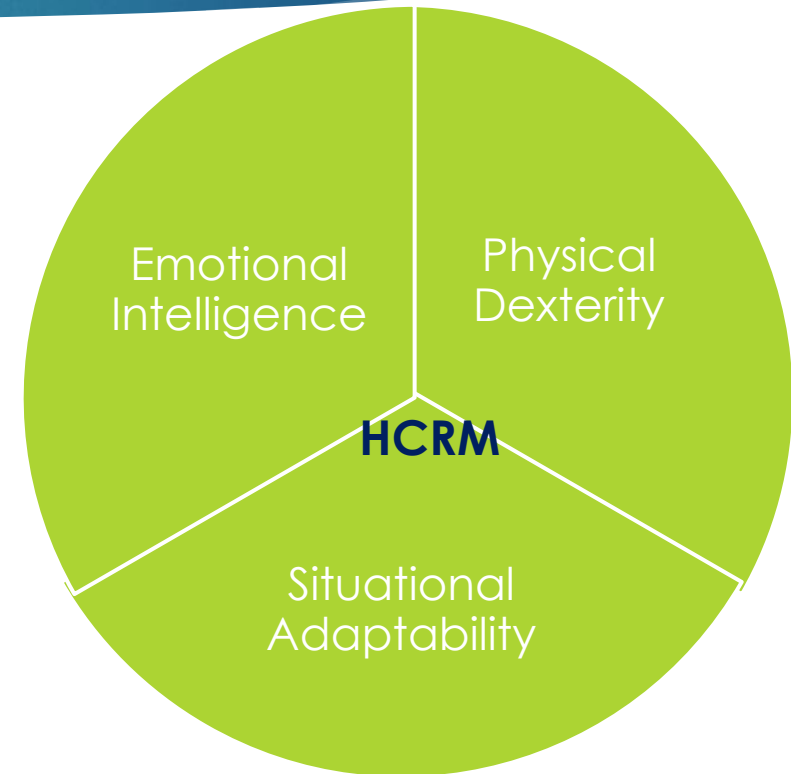 Emotional
Intelligence
Physical
Dexterity
HCRM
Situational
Adaptability